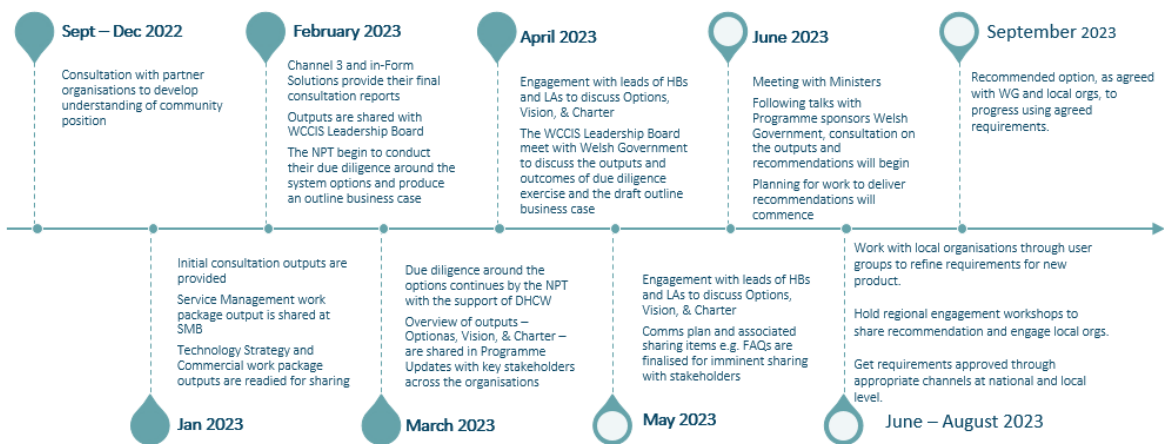 Sept – Dec 2022
Consultation with partner
organisations to develop
understanding of community
position
February 2023
Channel 3 and in-Form
Solutions provide their final
consultation reports
Outputs are shared with
WCCIS Leadership Board
The NPT begin to conduct
their due diligence around the
system options and produce
an outline business case
April 2023
Engagement with leads of HBs
and LAs to discuss Options,
Vision, & Charter
The WCCIS Leadership Board
meet with Welsh Government
to discuss the outputs and
outcomes of due diligence
exercise and the draft outline
business case
June 2023
Meeting with Ministers
Following talks with
Programme sponsors Welsh
Government, consultation on
the outputs and
recommendations will begin
Planning for work to deliver
recommendations will
commence
September 2023
Recommended option, as agreed
with WG and local orgs, to
progress using agreed
requirements.
Initial consultation outputs are
provided
Service Management work
package output is shared at
SMB
Technology Strategy and
Commercial work package
outputs are readied for sharing
Jan 2023
Due diligence around the
options continues by the NPT
with the support of DHCW
Overview of outputs –
Optionas, Vision, & Charter –
are shared in Programme
Updates with key stakeholders
across the organisations
March 2023
Engagement with leads of HBs
and LAs to discuss Options,
Vision, & Charter
Comms plan and associated
sharing items e.g. FAQs are
finalised for imminent sharing
with stakeholders
May 2023
Work with local organisations through user
groups to refine requirements for new
product.
Hold regional engagement workshops to
share recommendation and engage local orgs.
Get requirements approved through
appropriate channels at national and local
level.
June – August 2023